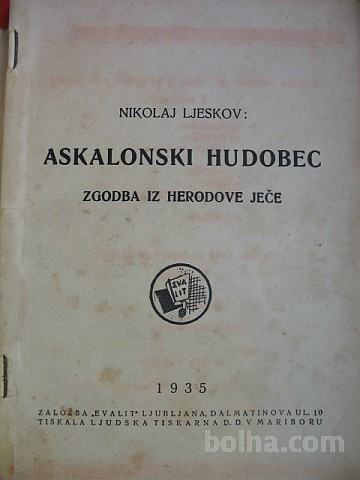 NIKOLAJ LJESKOV:
ASKALONSKI HUDOBEC
ZGODBA IZ HERODOVE JEČE
EVA
LIT
1935
ZALOŽBA „EVALIT" LJUBLJANA, DALMATINOVA UL. 10
TISKALA LJUDSKA TISKARNA D. D. V MARIBORU
bolha.com